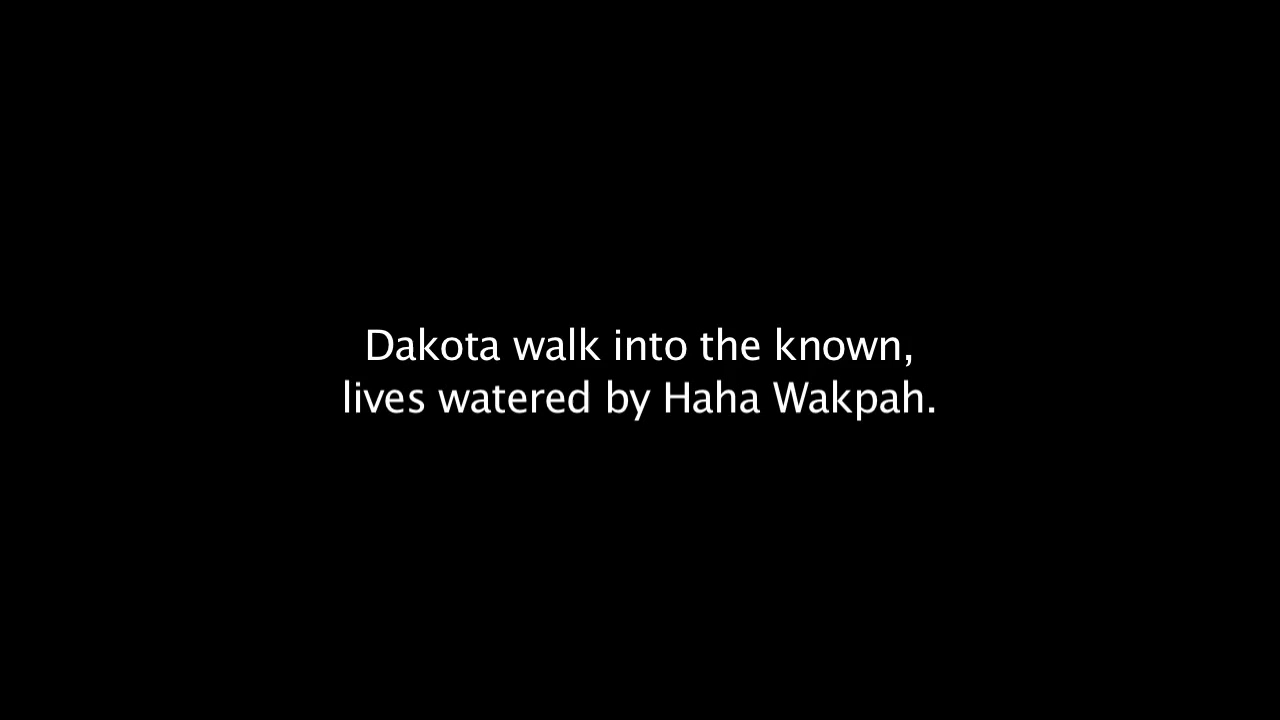 Dakota walk into the known,
lives watered by Haha Wakpah.